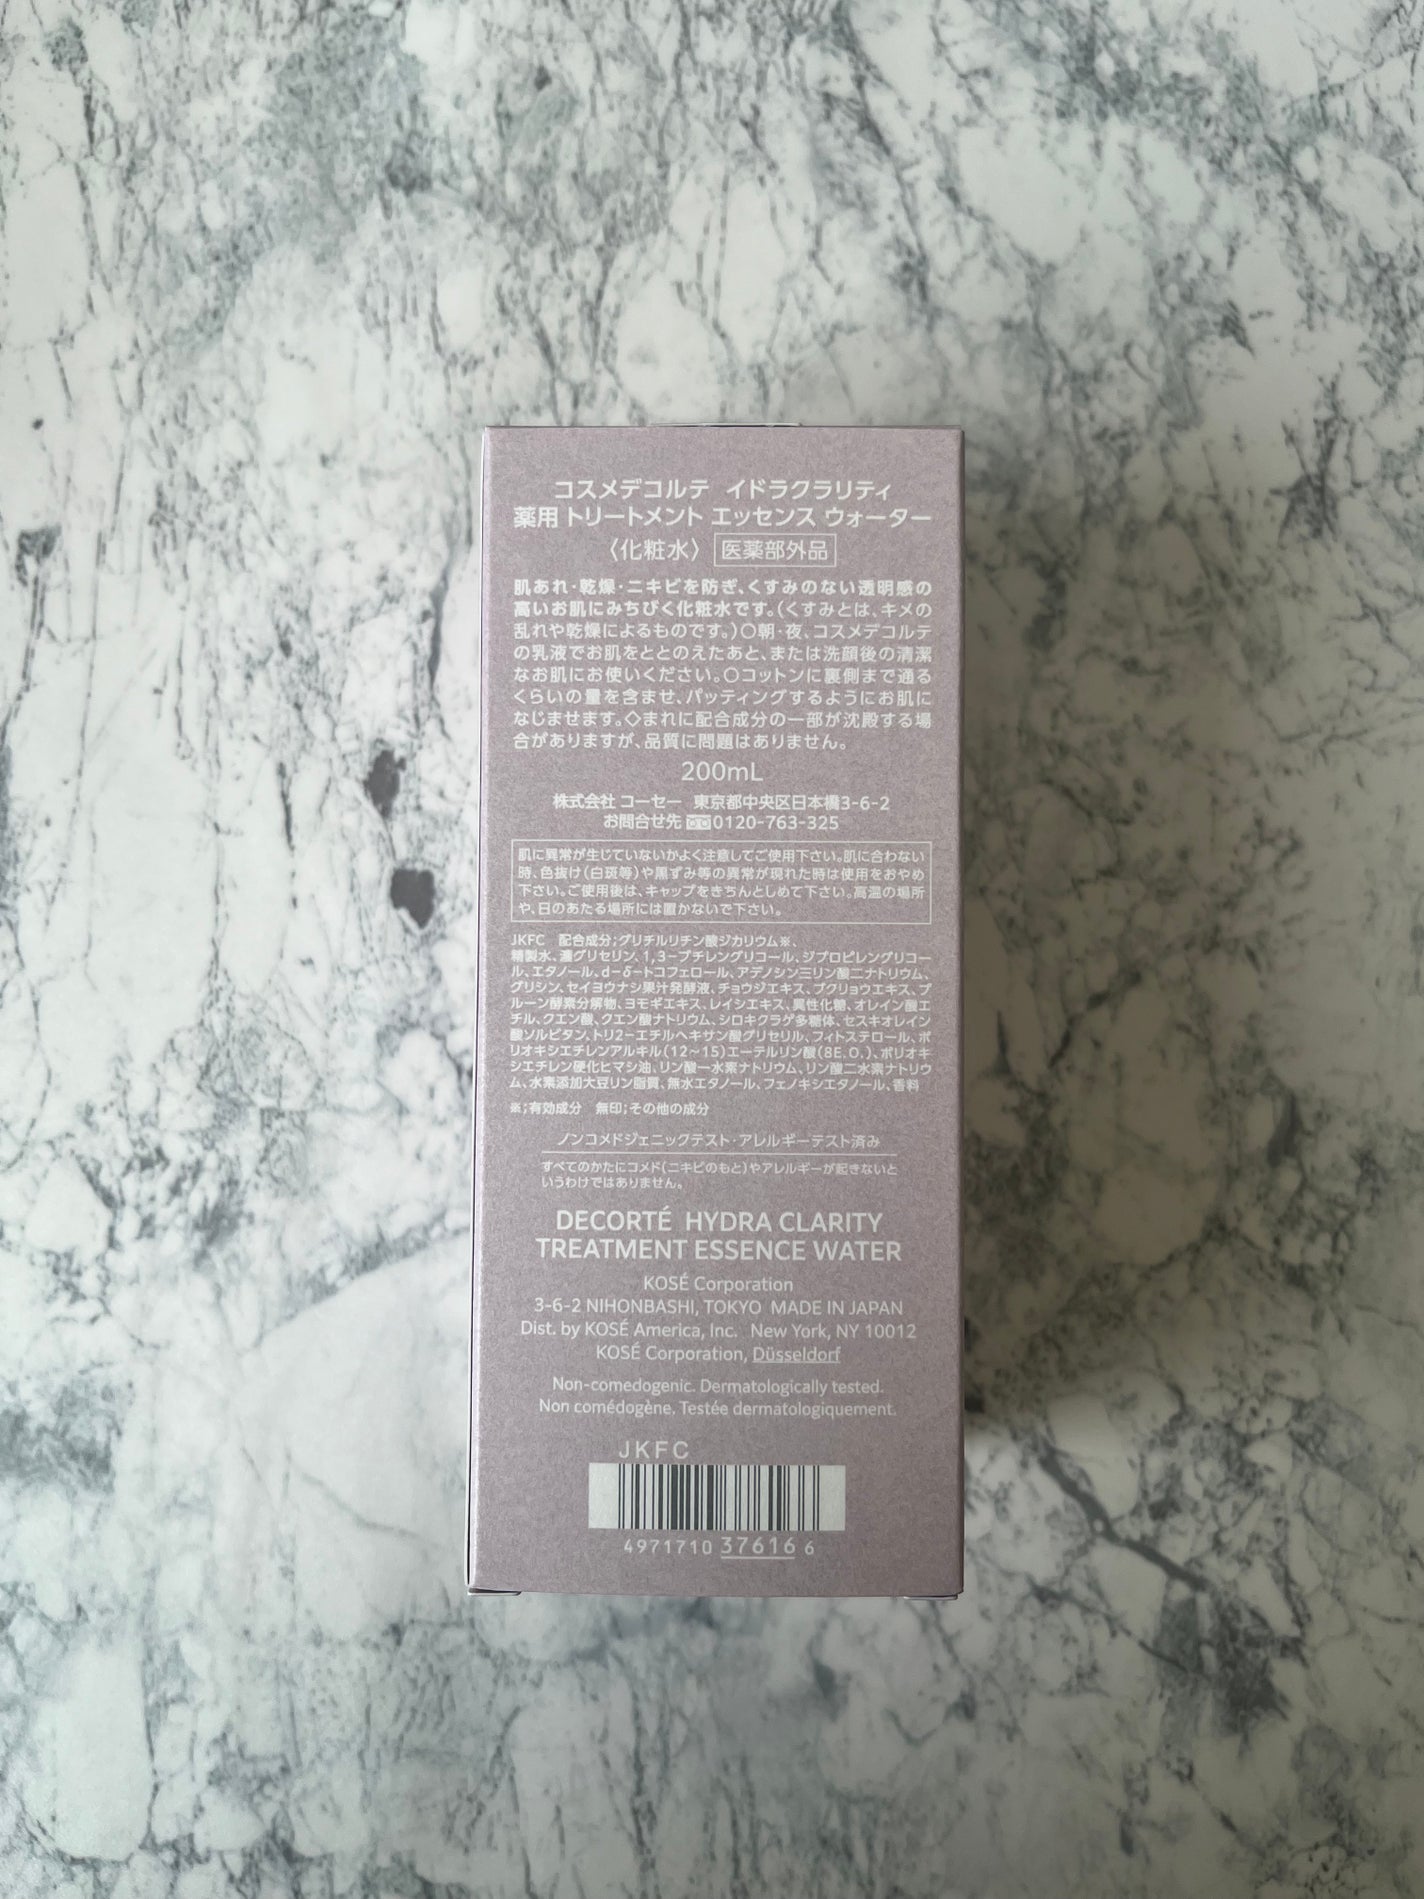 コスメデコルテ イドラクラリティ
薬用 トリートメント エッセンス ウォーター
〈化粧水〉 医薬部外品
肌あれ・乾燥・ニキビを防ぎ、くすみのない透明感の
高いお肌にみちびく化粧水です。(くすみとは、キメの
乱れや乾燥によるものです。)〇朝・夜、コスメデコルテ
の乳液でお肌をととのえたあと、または洗顔後の清潔
なお肌にお使いください。〇コットンに裏側まで通る
くらいの量を含ませ、パッティングするようにお肌に
なじませます。◇まれに配合成分の一部が沈殿する場
合がありますが、品質に問題はありません。
200mL
株式会社 コーセー 東京都中央区日本橋3-6-2
お問合せ先 0120-763-325
肌に異常が生じていないかよく注意してご使用下さい。肌に合わない
時、色抜け(白斑等)や黒ずみ等の異常が現れた時は使用をおやめ
下さい。ご使用後は、キャップをきちんとしめて下さい。高温の場所
や、日のあたる場所には置かないで下さい。
JKFC 配合成分;グリチルリチン酸ジカリウム※、
精製水、濃グリセリン、1,3-ブチレングリコール、ジプロピレングリコー
ル、エタノール、d-δ-トコフェロール、アデノシン三リン酸二ナトリウム、
グリシン、セイヨウナシ果汁発酵液、チョウジエキス、ブクリョウエキス、プ
ルーン酵素分解物、ヨモギエキス、レイシエキス、異性化糖、オレイン酸エ
チル、クエン酸、クエン酸ナトリウム、シロキクラゲ多糖体、セスキオレイン
酸ソルビタン、トリ2-エチルヘキサン酸グリセリル、フィトステロール、ポ
リオキシエチレンアルキル(12~15)エーテルリン酸(8E.O.)、ポリオキ
シエチレン硬化ヒマシ油、リン酸一水素ナトリウム、リン酸二水素ナトリウ
ム、水素添加大豆リン脂質、無水エタノール、フェノキシエタノール、香料
※;有効成分 無印;その他の成分
ノンコメドジェニックテスト・アレルギーテスト済み
すべてのかたにコメド(ニキビのもと)やアレルギーが起きないと
いうわけではありません。
DECORTÉ HYDRA CLARITY
TREATMENT ESSENCE WATER
KOSÉ Corporation
3-6-2 NIHONBASHI, TOKYO MADE IN JAPAN
Dist. by KOSÉ America, Inc. New York, NY 10012
KOSÉ Corporation, Düsseldorf
Non-comedogenic. Dermatologically tested.
Non comédogène. Testée dermatologiquement.
JKFC
4971710 37616 6